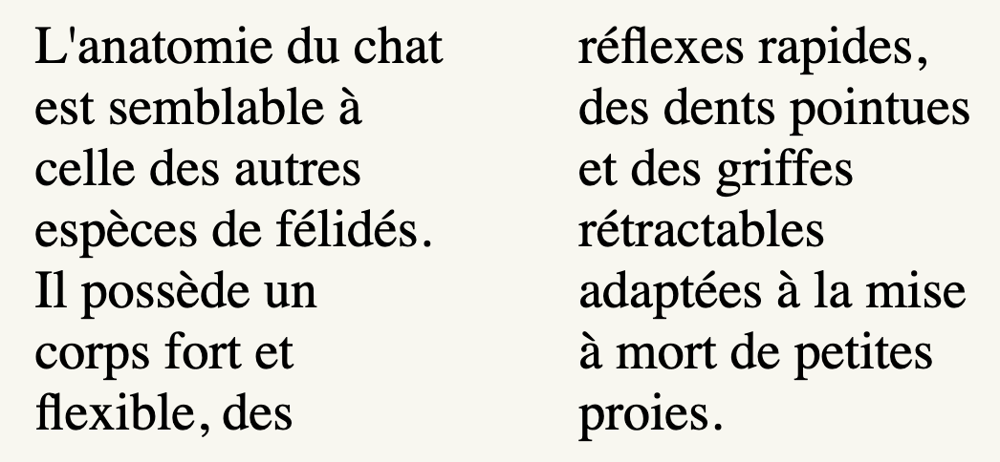 L'anatomie du chat
est semblable à
celle des autres
espèces de félidés.
Il possède un
corps fort et
flexible, des
réflexes rapides,
des dents pointues
et des griffes
rétractables
adaptées à la mise
à mort de petites
proies.